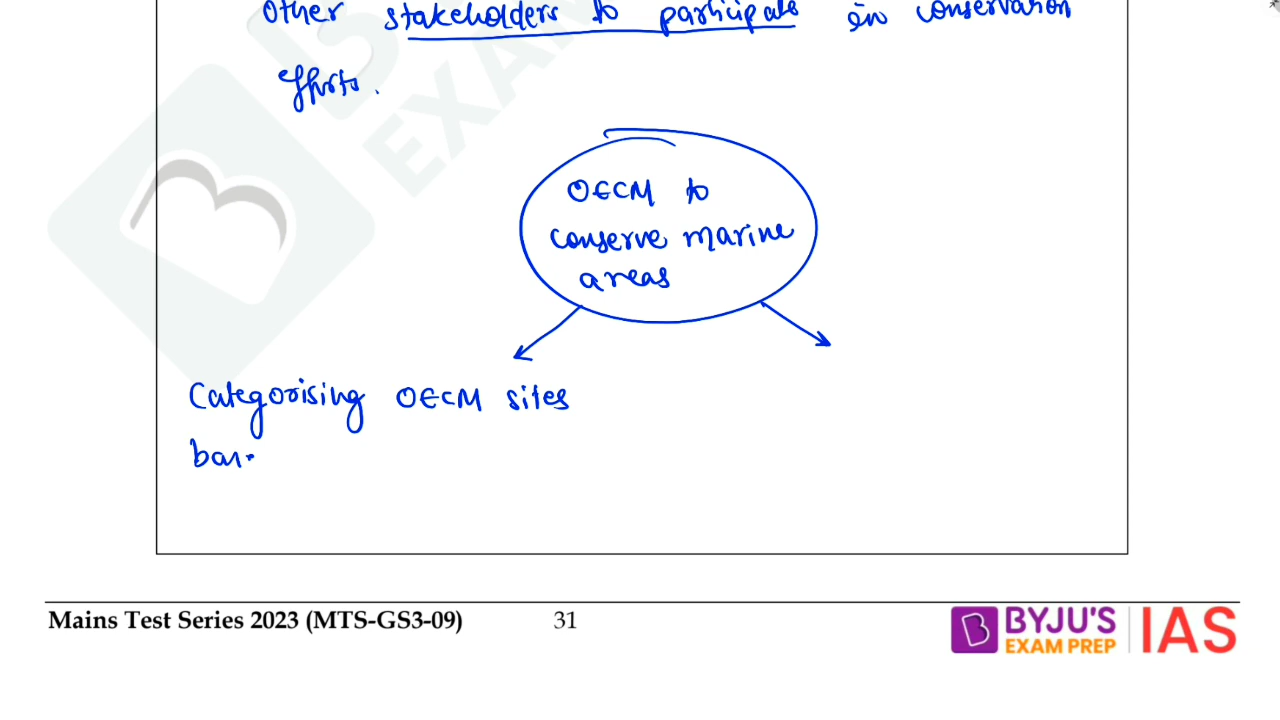 Other stakeholders to participate in conservation
efforts.
OECM to
conserve marine
areas
Categorising OECM sites
Mains Test Series 2023 (MTS-GS3-09) 31
BYJU'S
EXAM PREP
IAS